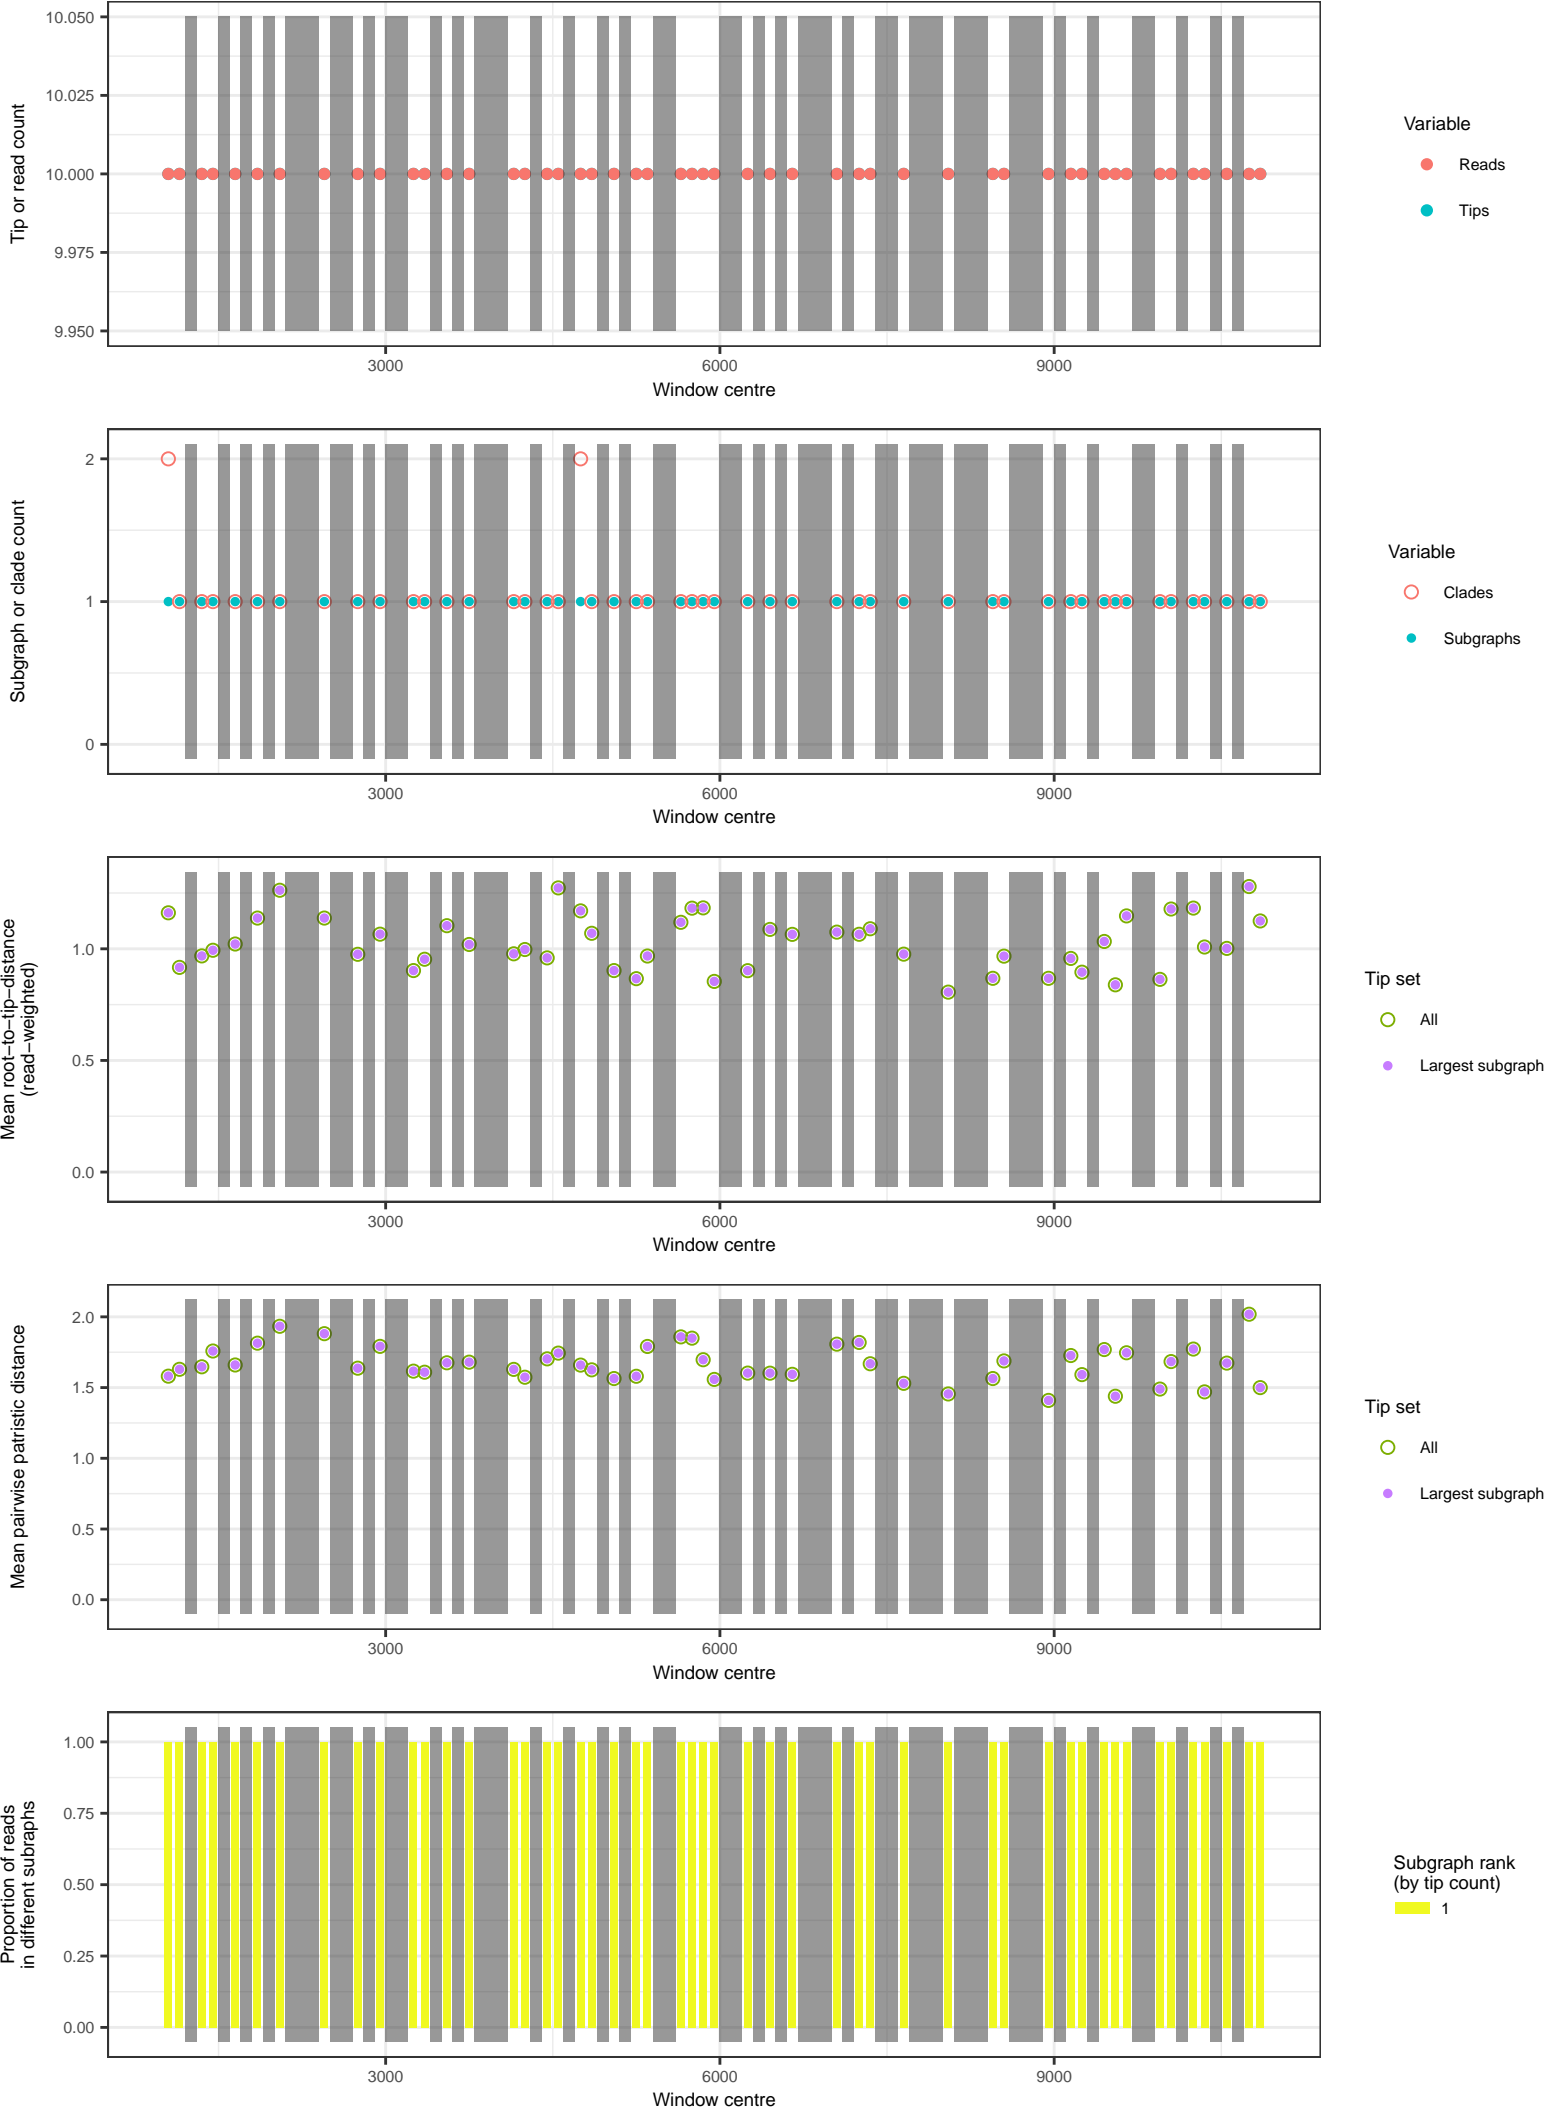 10.050
10.025
10.000
9.975
9.950
Tip or read count
3000
6000
9000
Window centre
Variable
Reads
Tips
2
1
0
Subgraph or clade count
3000
6000
9000
Window centre
Variable
Clades
Subgraphs
1.0
0.5
0.0
Mean root−to−tip−distance
(read−weighted)
3000
6000
9000
Window centre
Tip set
All
Largest subgraph
2.0
1.5
1.0
0.5
0.0
Mean pairwise patristic distance
3000
6000
9000
Window centre
Tip set
All
Largest subgraph
1.00
0.75
0.50
0.25
0.00
Proportion of reads
in different subraphs
3000
6000
9000
Window centre
Subgraph rank
(by tip count)
1